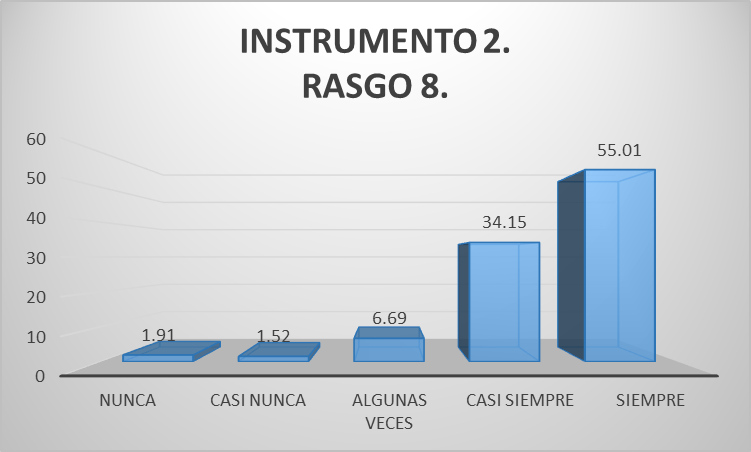 INSTRUMENTO 2.
RASGO 8.
60
50
40
30
20
10
0
1.91
1.52
6.69
34.15
55.01
NUNCA
CASI NUNCA
ALGUNAS
VECES
CASI SIEMPRE
SIEMPRE